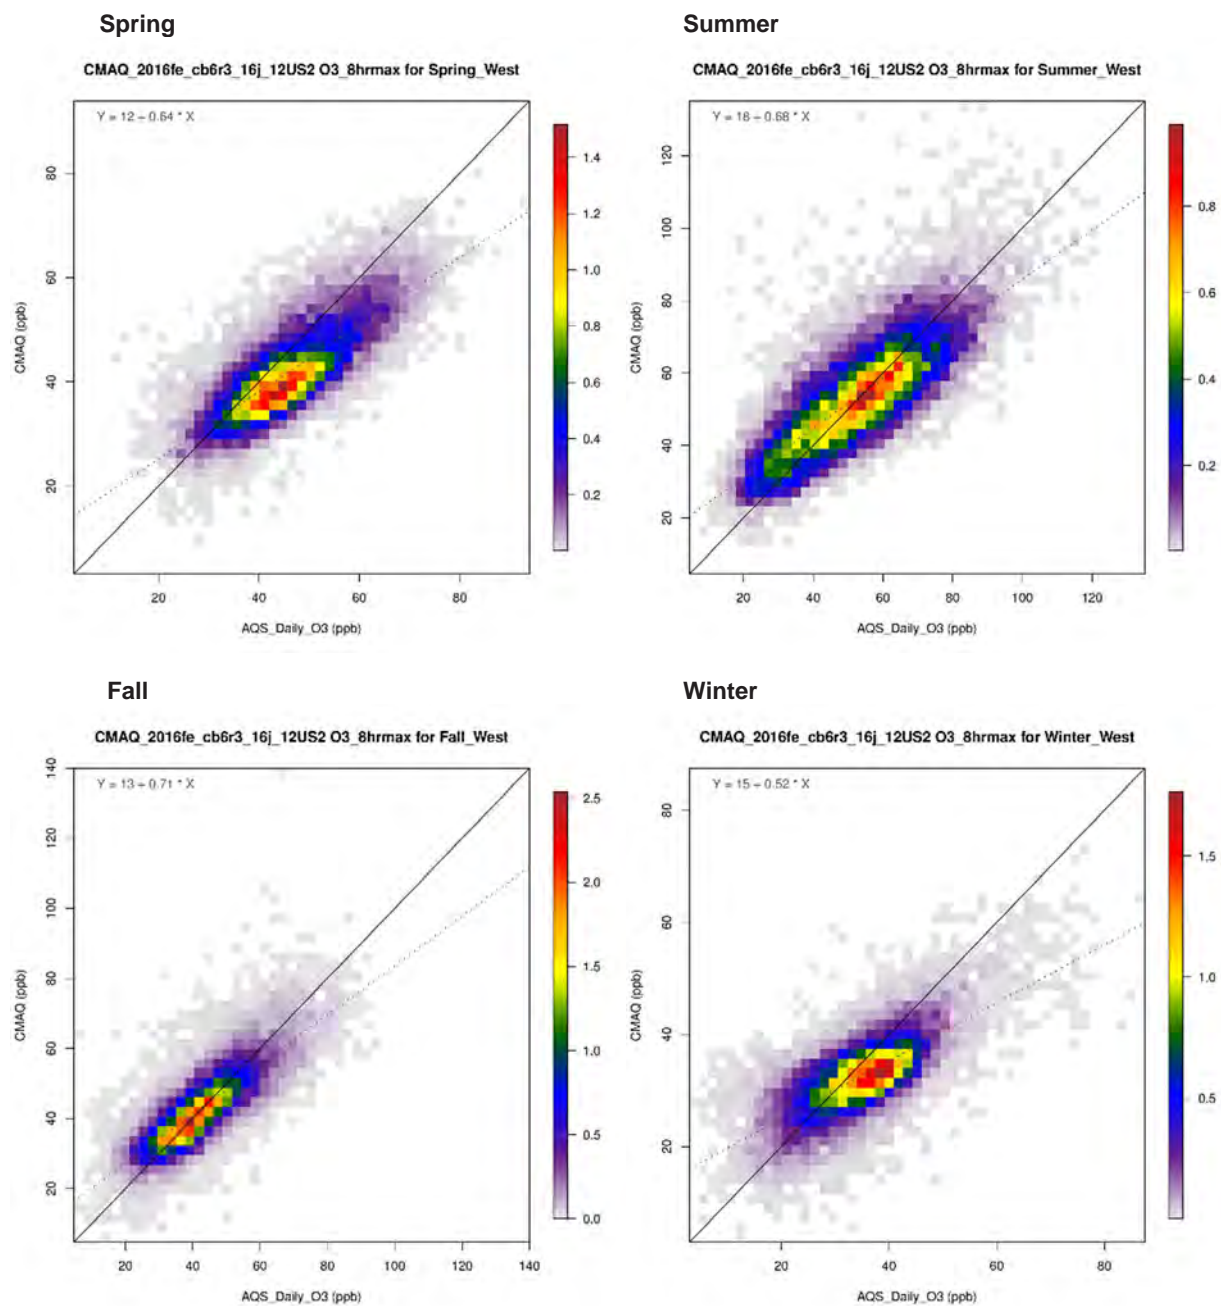 Spring
Summer
CMAQ_2016fe_cb6r3_16j_12US2 O3_8hrmax for Spring_West
CMAQ_2016fe_cb6r3_16j_12US2 O3_8hrmax for Summer_West
Y = 12 + 0.64 * X
80
60
40
20
CMAQ (ppb)
20 40 60 80
AQS_Daily_O3 (ppb)
1.4
1.2
1.0
0.8
0.6
0.4
0.2
Y = 18 + 0.68 * X
120
100
80
60
40
20
CMAQ (ppb)
20 40 60 80 100 120
AQS_Daily_O3 (ppb)
0.8
0.6
0.4
0.2
Fall
Winter
CMAQ_2016fe_cb6r3_16j_12US2 O3_8hrmax for Fall_West
CMAQ_2016fe_cb6r3_16j_12US2 O3_8hrmax for Winter_West
Y = 13 + 0.71 * X
140
120
100
80
60
40
20
CMAQ (ppb)
20 40 60 80 100 120 140
AQS_Daily_O3 (ppb)
2.5
2.0
1.5
1.0
0.5
0.0
Y = 15 + 0.52 * X
80
60
40
20
CMAQ (ppb)
20 40 60 80
AQS_Daily_O3 (ppb)
1.5
1.0
0.5